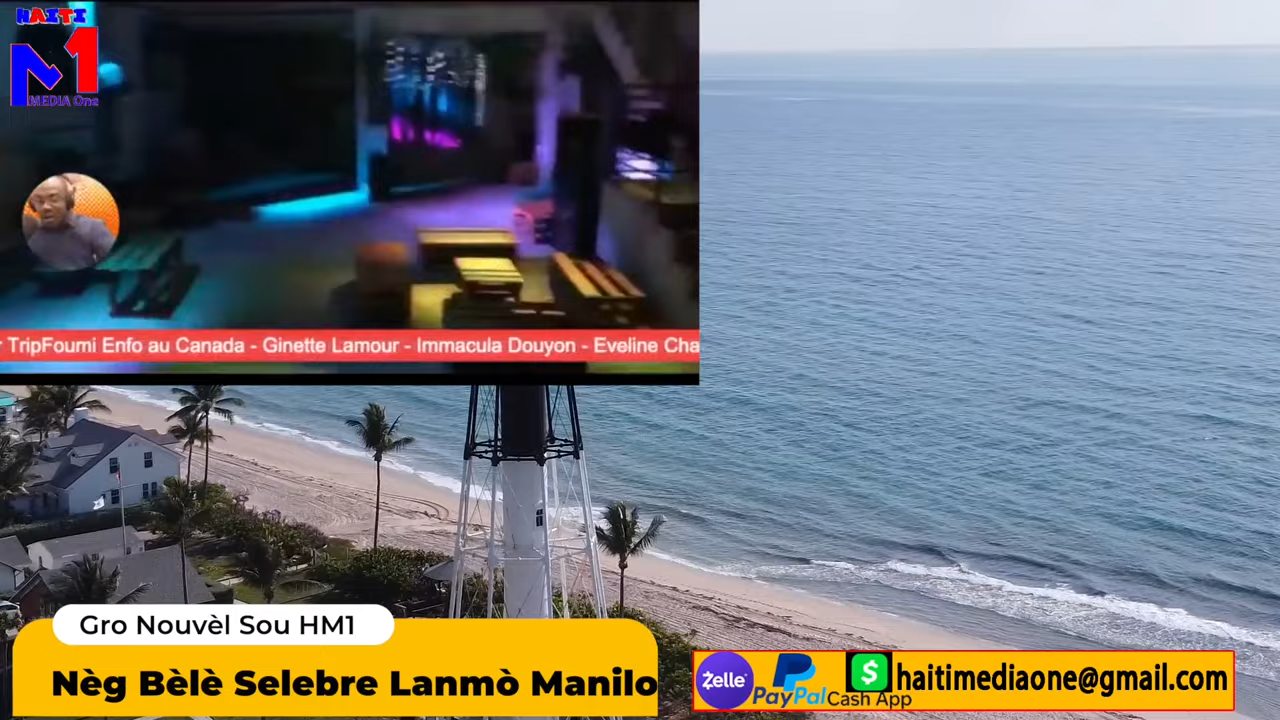 HAITI
M1
MEDIA One
TripFoumi Enfo au Canada - Ginette Lamour - Immacula Douyon - Eveline Cha
Gro Nouvèl Sou HM1
Nèg Bèlè Selebre Lanmò Manilo
Zelle
PayPal
$
Cash App
haitimediaone@gmail.com